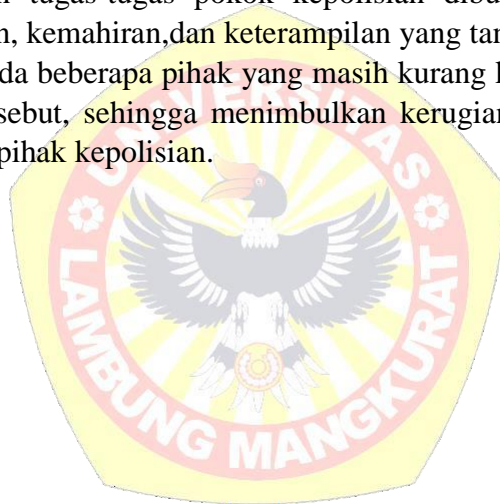 tugas-tugas pokok kepolisian
kemahiran,dan keterampilan yang
da beberapa pihak yang masih kurang
sebut, sehingga menimbulkan kerugian
pihak kepolisian.
UNIVERSITAS
LAMBUNG MANGKURAT